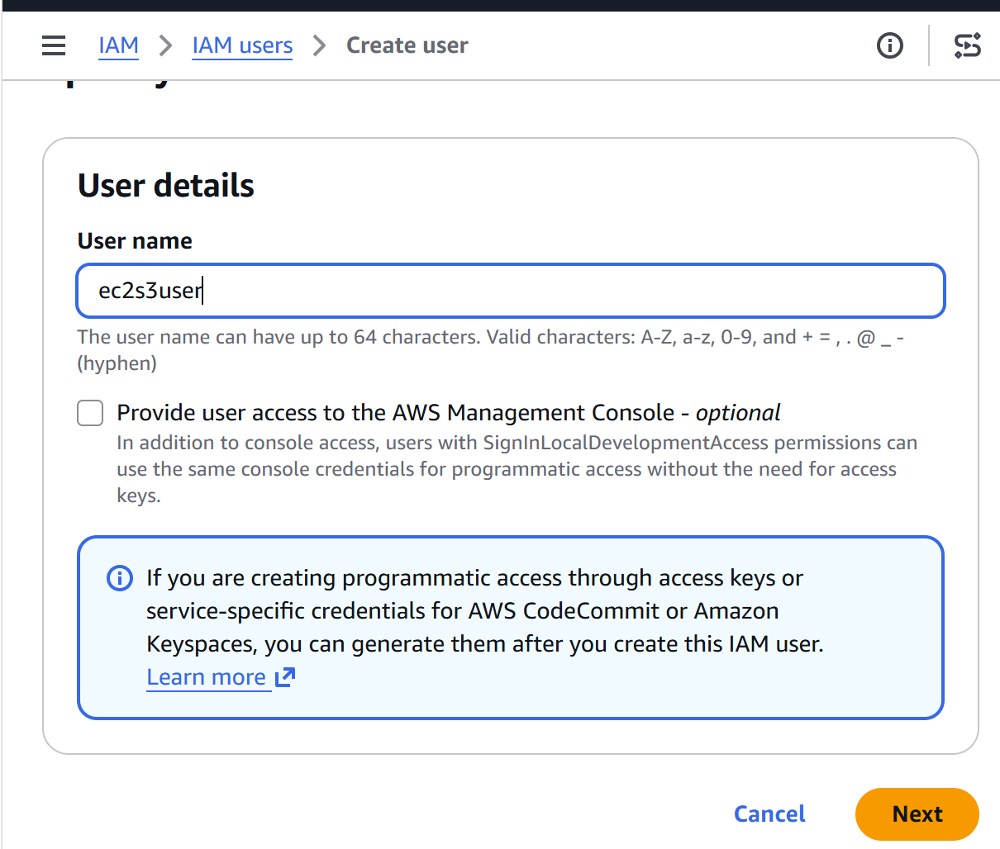 IAM > IAM users > Create user
User details
User name
ec2s3user
The user name can have up to 64 characters. Valid characters: A-Z, a-z, 0-9, and + = , . @ _ -
(hyphen)
Provide user access to the AWS Management Console - optional
In addition to console access, users with SignInLocalDevelopmentAccess permissions can
use the same console credentials for programmatic access without the need for access
keys.
If you are creating programmatic access through access keys or
service-specific credentials for AWS CodeCommit or Amazon
Keyspaces, you can generate them after you create this IAM user.
Learn more
Cancel
Next